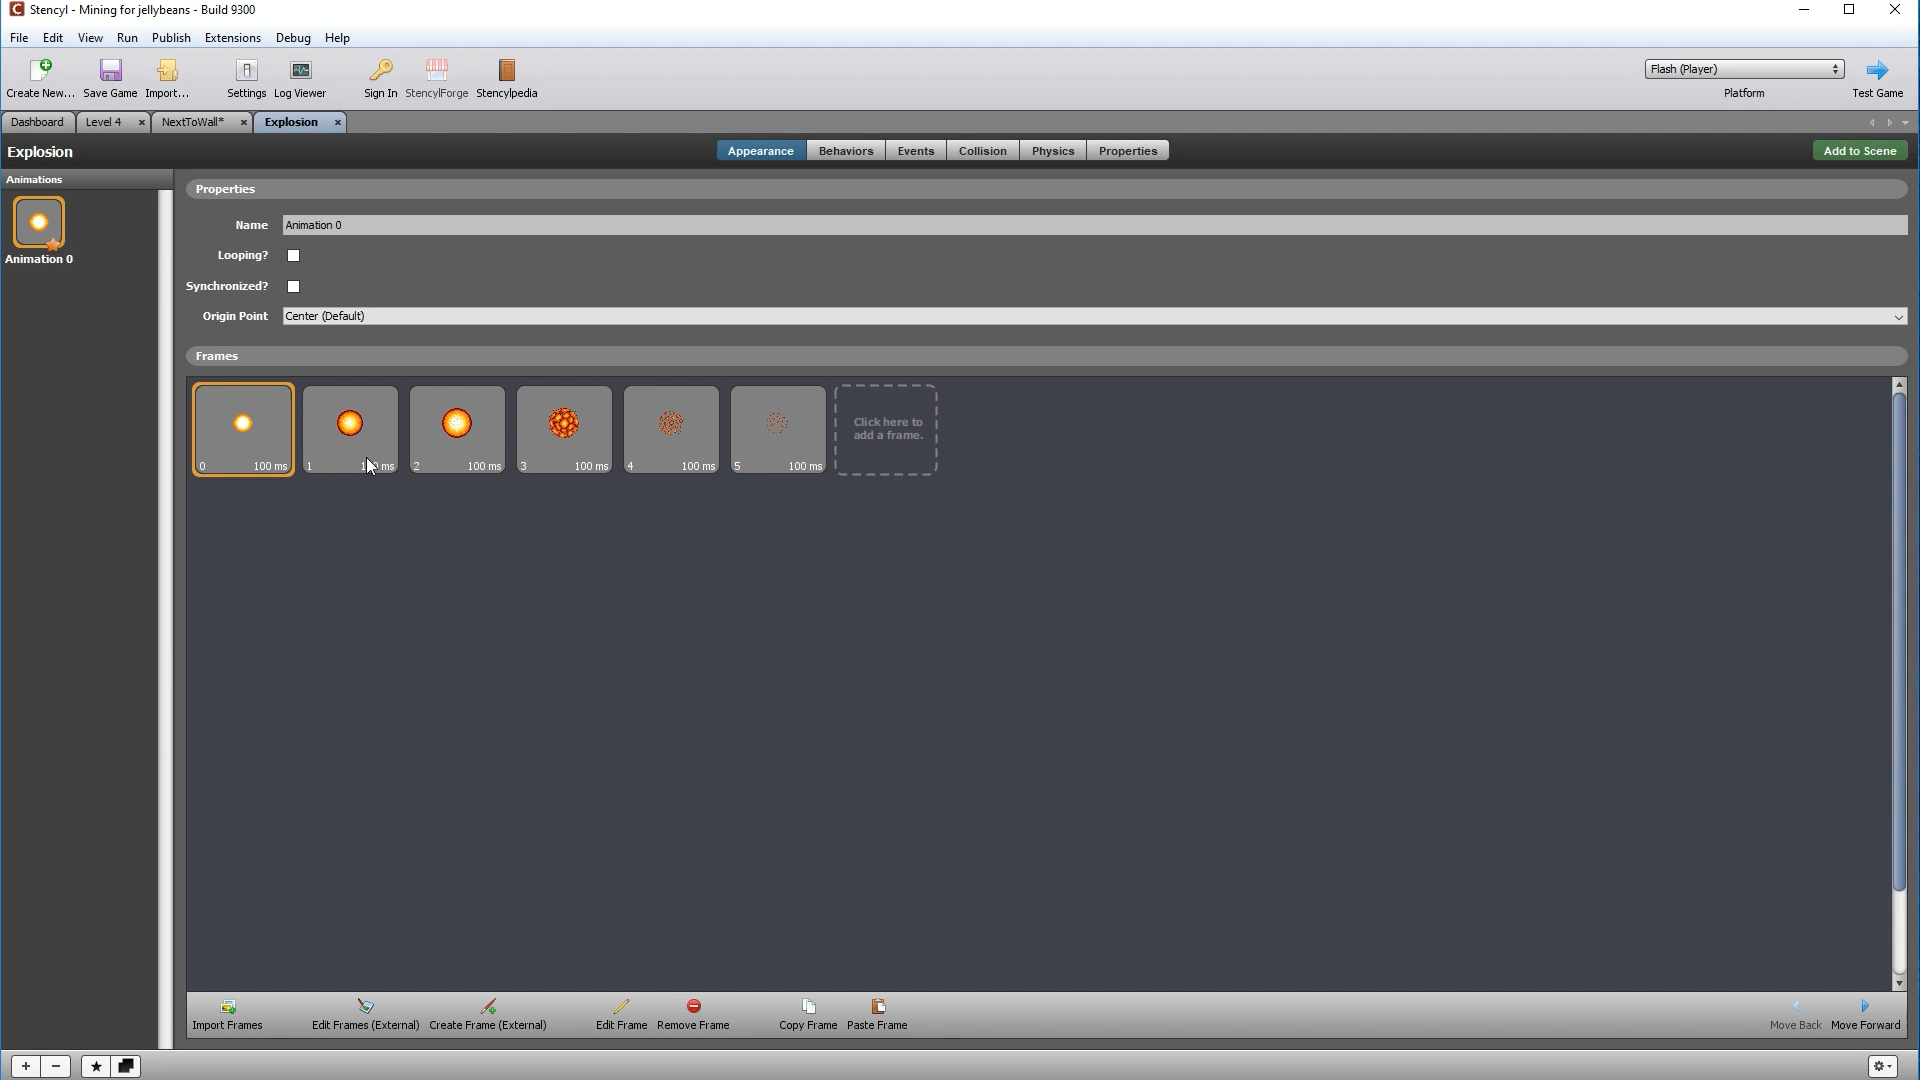 Stencyl - Mining for jellybeans - Build 9300
File Edit View Run Publish Extensions Debug Help
Create New... Save Game Import... Settings Log Viewer Sign In StencylForge Stencylpedia
Flash (Player)
Platform Test Game
Dashboard Level 4 NextToWall* Explosion
Explosion Appearance Behaviors Events Collision Physics Properties Add to Scene
Animations
Animation 0
Properties
Name Animation 0
Looping?
Synchronized?
Origin Point Center (Default)
Frames
Click here to
add a frame.
0 100 ms 1 ms 2 100 ms 3 100 ms 4 100 ms 5 100 ms
Import Frames Edit Frames (External) Create Frame (External) Edit Frame Remove Frame Copy Frame Paste Frame Move Back Move Forward